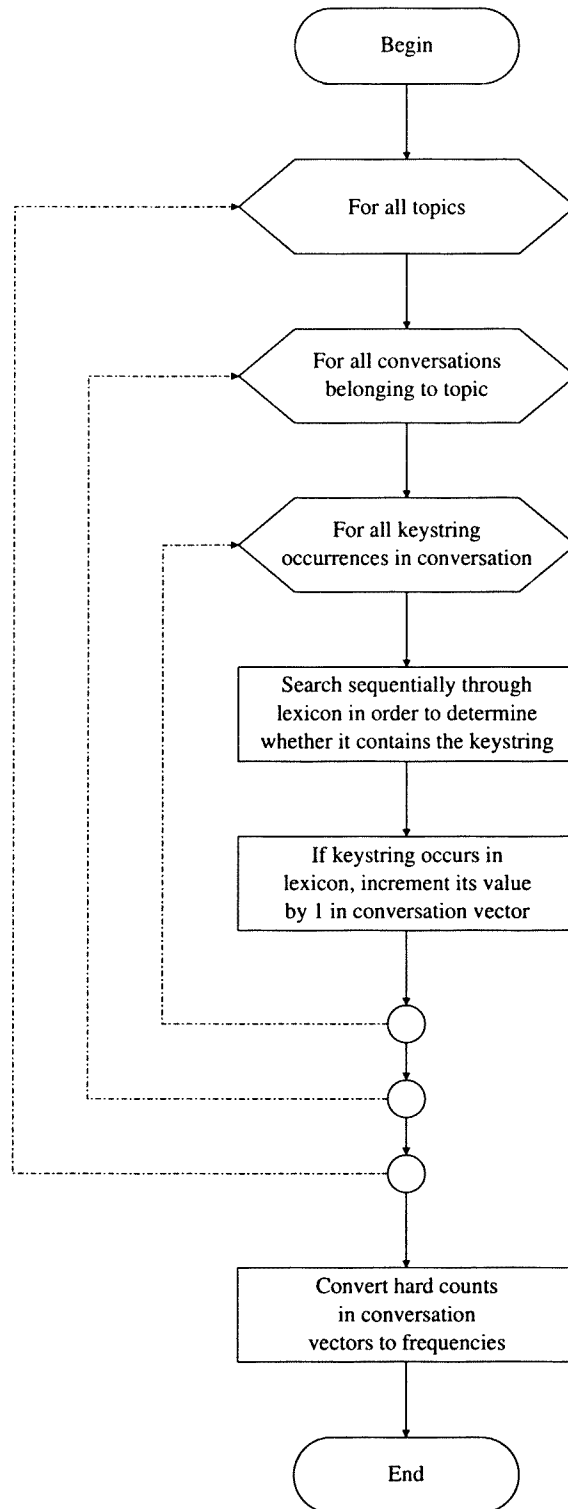 Begin
For all topics
For all conversations
belonging to topic
For all keystring
occurrences in conversation
Search sequentially through
lexicon in order to determine
whether it contains the keystring
If keystring occurs in
lexicon, increment its value
by 1 in conversation vector
Convert hard counts
in conversation
vectors to frequencies
End